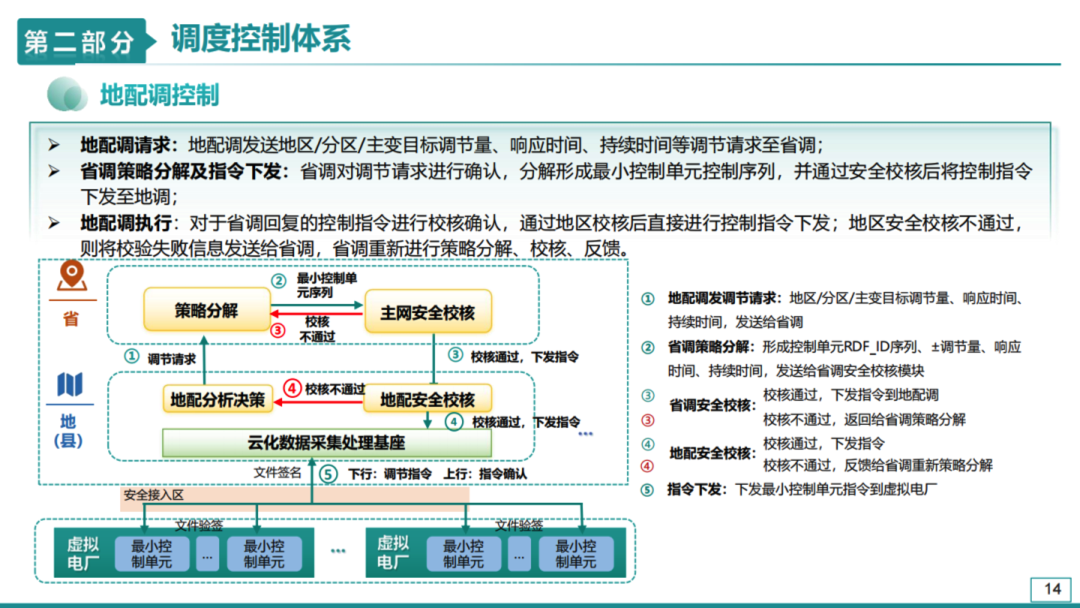 第二部分
调度控制体系
地配调控制
➢ 地配调请求：地配调发送地区/分区/主变目标调节量、响应时间、持续时间等调节请求至省调；
➢ 省调策略分解及指令下发：省调对调节请求进行确认，分解形成最小控制单元控制序列，并通过安全校核后将控制指令
下发至地调；
➢ 地配调执行：对于省调回复的控制指令进行校核确认，通过地区校核后直接进行控制指令下发；地区安全校核不通过，
则将校验失败信息发送给省调，省调重新进行策略分解、校核、反馈。
省
策略分解
② 最小控制单
元序列
③ 校核
不通过
主网安全校核
① 调节请求
③ 校核通过，下发指令
地
(县)
地配分析决策
④ 校核不通过
地配安全校核
④ 校核通过，下发指令
...
云化数据采集处理基座
文件签名
⑤ 下行：调节指令 上行：指令确认
安全接入区
文件验签
文件验签
虚拟
电厂
最小控
制单元
...
最小控
制单元
...
虚拟
电厂
最小控
制单元
...
最小控
制单元
① 地配调发调节请求：地区/分区/主变目标调节量、响应时间、
持续时间，发送给省调
② 省调策略分解：形成控制单元RDF_ID序列、±调节量、响应
时间、持续时间，发送给省调安全校核模块
省调安全校核：
③ 校核通过，下发指令到地配调
③ 校核不通过，返回给省调策略分解
地配安全校核：
④ 校核通过，下发指令
④ 校核不通过，反馈给省调重新策略分解
⑤ 指令下发：下发最小控制单元指令到虚拟电厂
14